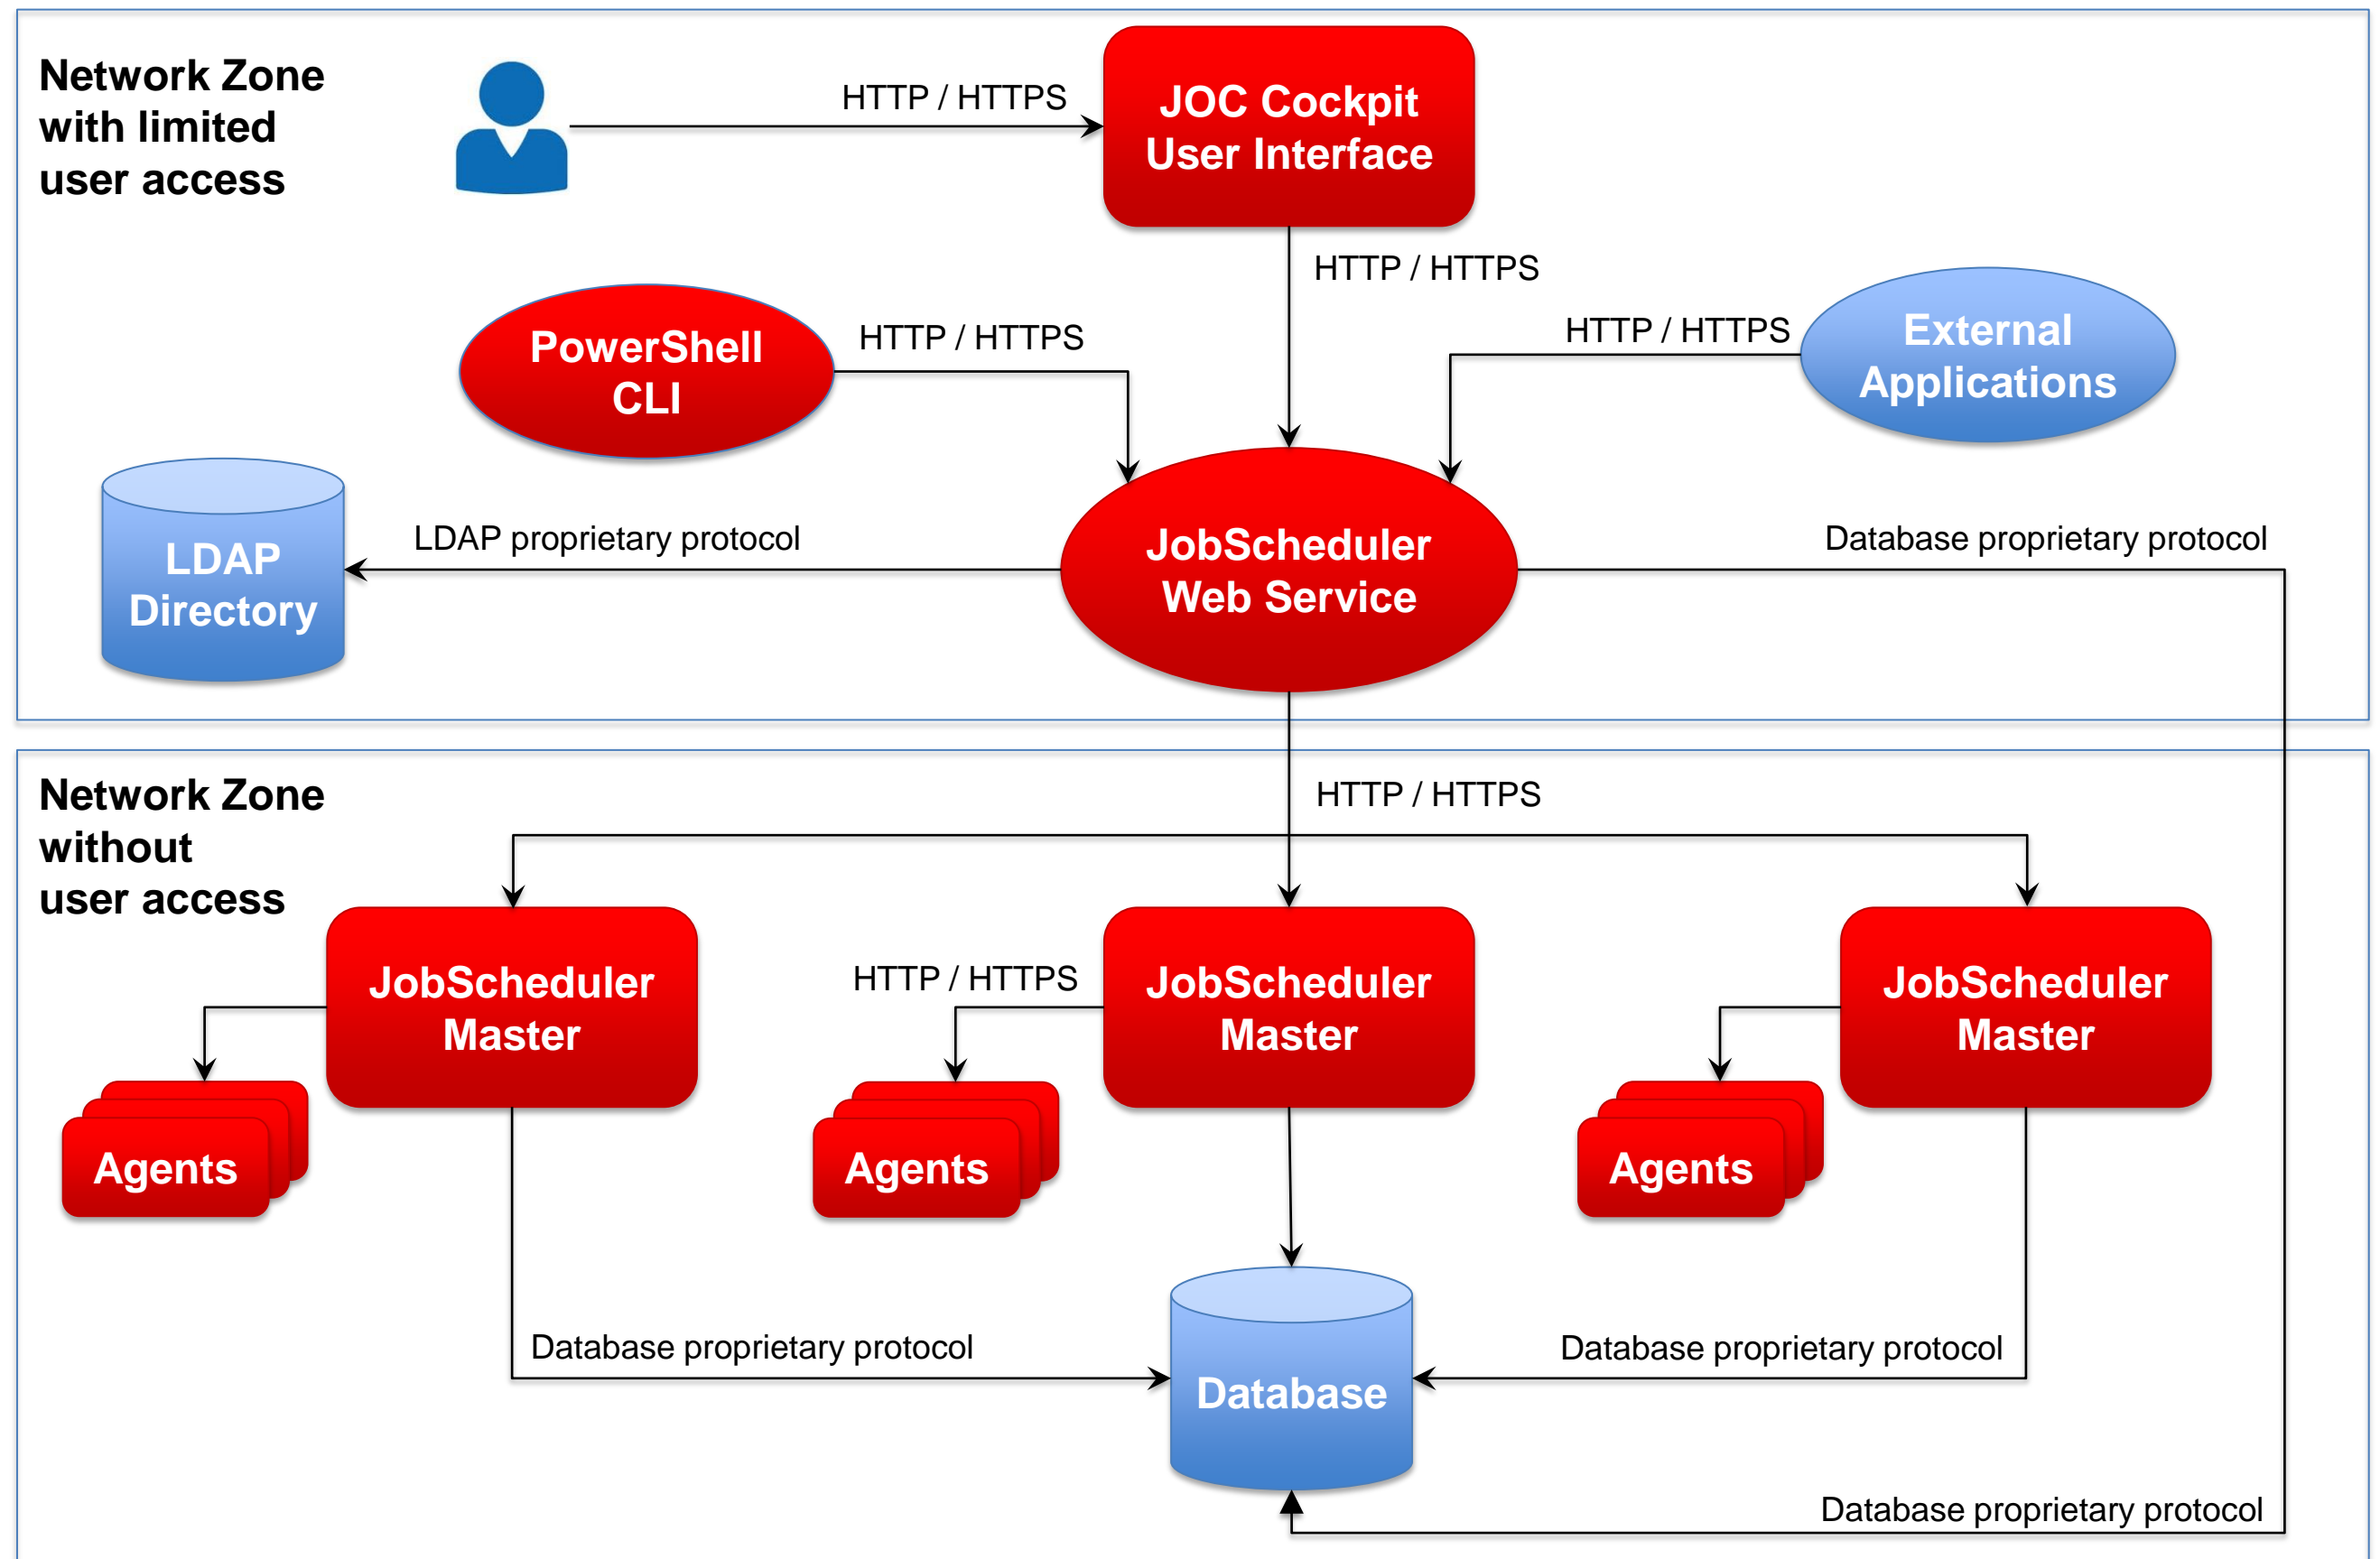 Network Zone
with limited
user access
HTTP / HTTPS
JOC Cockpit
User Interface
HTTP / HTTPS
PowerShell
CLI
HTTP / HTTPS
HTTP / HTTPS
External
Applications
LDAP
Directory
LDAP proprietary protocol
JobScheduler
Web Service
Database proprietary protocol
Network Zone
without
user access
HTTP / HTTPS
JobScheduler
Master
HTTP / HTTPS
JobScheduler
Master
JobScheduler
Master
Agents
Agents
Agents
Database proprietary protocol
Database
Database proprietary protocol
Database proprietary protocol